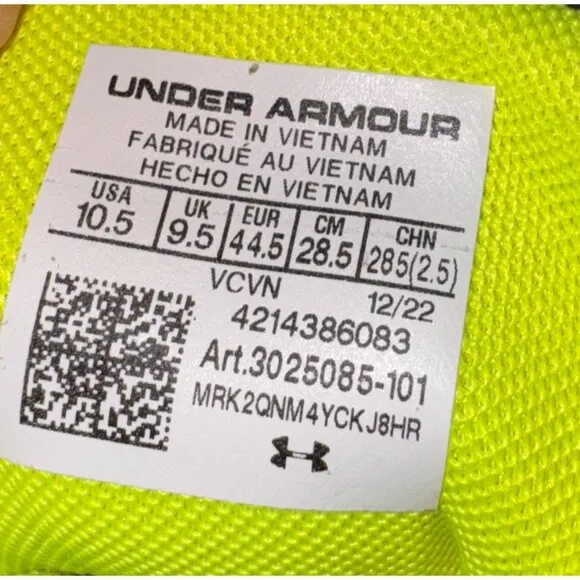 UNDER ARMOUR
MADE IN VIETNAM
FABRIQUÉ AU VIETNAM
HECHO EN VIETNAM
USA UK EUR CM CHN
10.5 9.5 44.5 28.5 285(2.5)
VCVN 12/22
4214386083
Art.3025085-101
MRK2QNM4YCKJ8HR